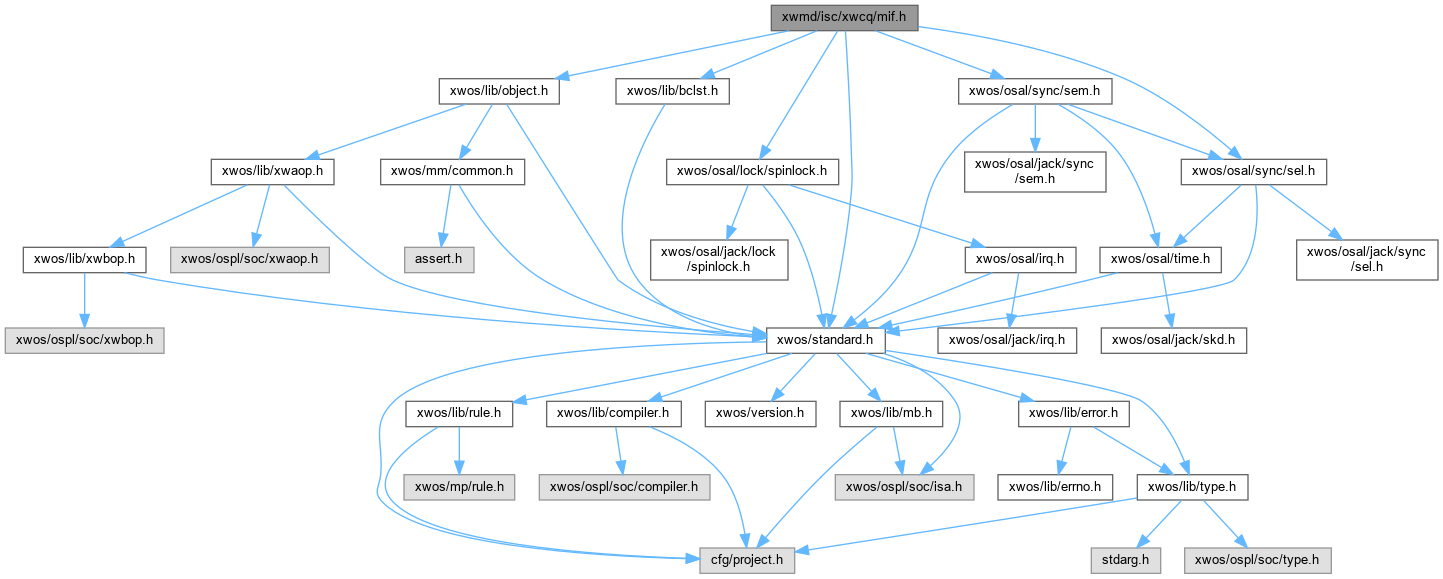 xwmd/isc/xwcq/mif.h
xwos/lib/object.h
xwos/lib/bclst.h
xwos/osal/sync/sem.h
xwos/lib/xwaop.h
xwos/mm/common.h
xwos/osal/lock/spinlock.h
xwos/osal/jack/sync
/sem.h
xwos/osal/sync/sel.h
xwos/lib/xwbop.h
xwos/ospl/soc/xwaop.h
assert.h
xwos/osal/jack/lock
/spinlock.h
xwos/osal/irq.h
xwos/osal/time.h
xwos/osal/jack/sync
/sel.h
xwos/ospl/soc/xwbop.h
xwos/standard.h
xwos/osal/jack/irq.h
xwos/osal/jack/skd.h
xwos/lib/rule.h
xwos/lib/compiler.h
xwos/version.h
xwos/lib/mb.h
xwos/lib/error.h
xwos/mp/rule.h
xwos/ospl/soc/compiler.h
xwos/ospl/soc/isa.h
xwos/lib/errno.h
xwos/lib/type.h
cfg/project.h
stdarg.h
xwos/ospl/soc/type.h